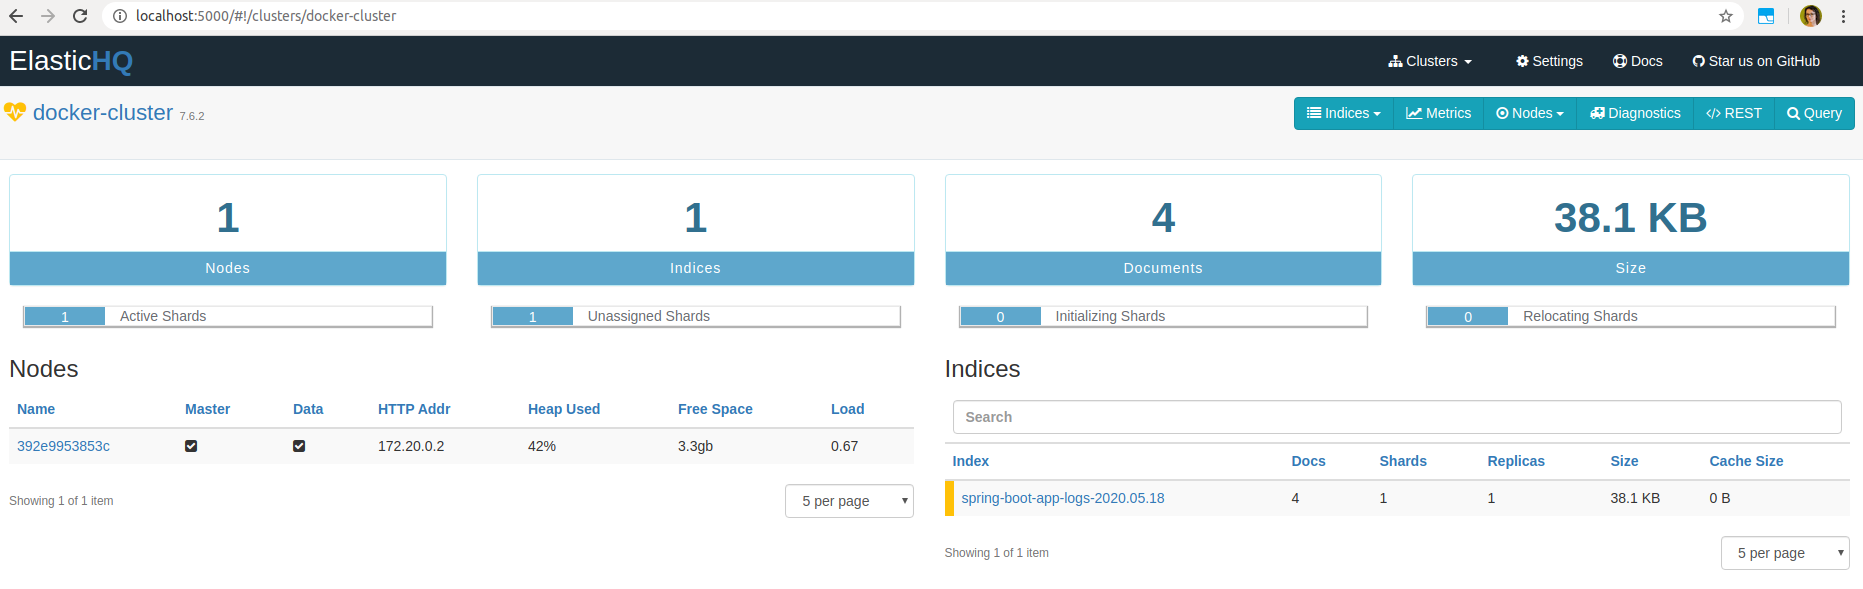 localhost:5000/#!/clusters/docker-cluster
ElasticHQ
Clusters Settings Docs Star us on GitHub
docker-cluster 7.6.2
Indices Metrics Nodes Diagnostics </> REST Query
1 1 4 38.1 KB
Nodes Indices Documents Size
1 Active Shards 1 Unassigned Shards 0 Initializing Shards 0 Relocating Shards
Nodes
Name Master Data HTTP Addr Heap Used Free Space Load
392e9953853c 172.20.0.2 42% 3.3gb 0.67
Showing 1 of 1 item 5 per page
Indices
Search
Index Docs Shards Replicas Size Cache Size
spring-boot-app-logs-2020.05.18 4 1 1 38.1 KB 0 B
Showing 1 of 1 item 5 per page